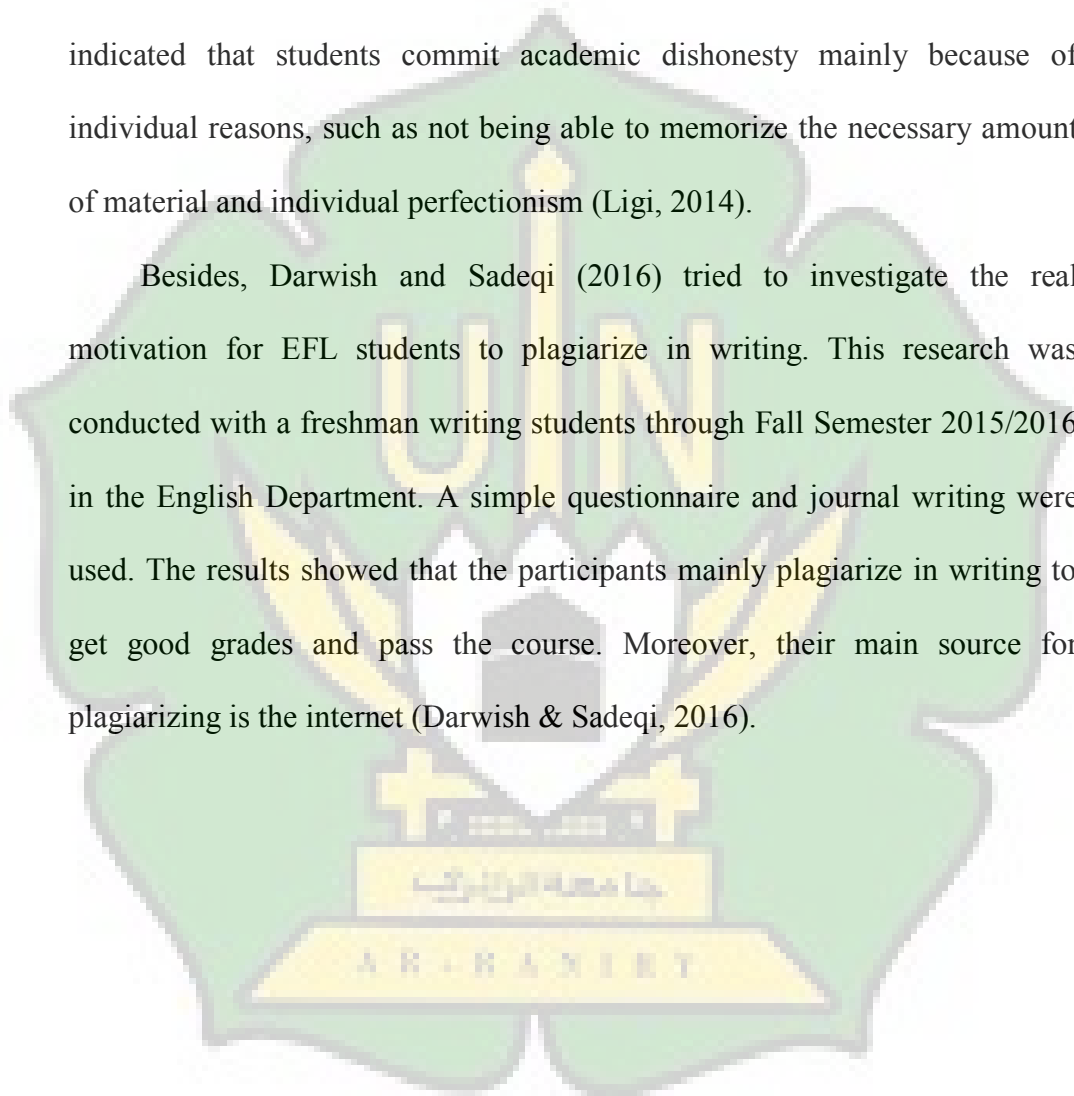 indicated that students commit academic dishonesty mainly because of
individual reasons, such as not being able to memorize the necessary amount
of material and individual perfectionism (Ligi, 2014).
Besides, Darwish and Sadeqi (2016) tried to investigate the real
motivation for EFL students to plagiarize in writing. This research was
conducted with a freshman writing students through Fall Semester 2015/2016
in the English Department. A simple questionnaire and journal writing were
used. The results showed that the participants mainly plagiarize in writing to
get good grades and pass the course. Moreover, their main source for
plagiarizing is the internet (Darwish & Sadeqi, 2016).
UIN
جامعة الرانيري
AR-RANIRY